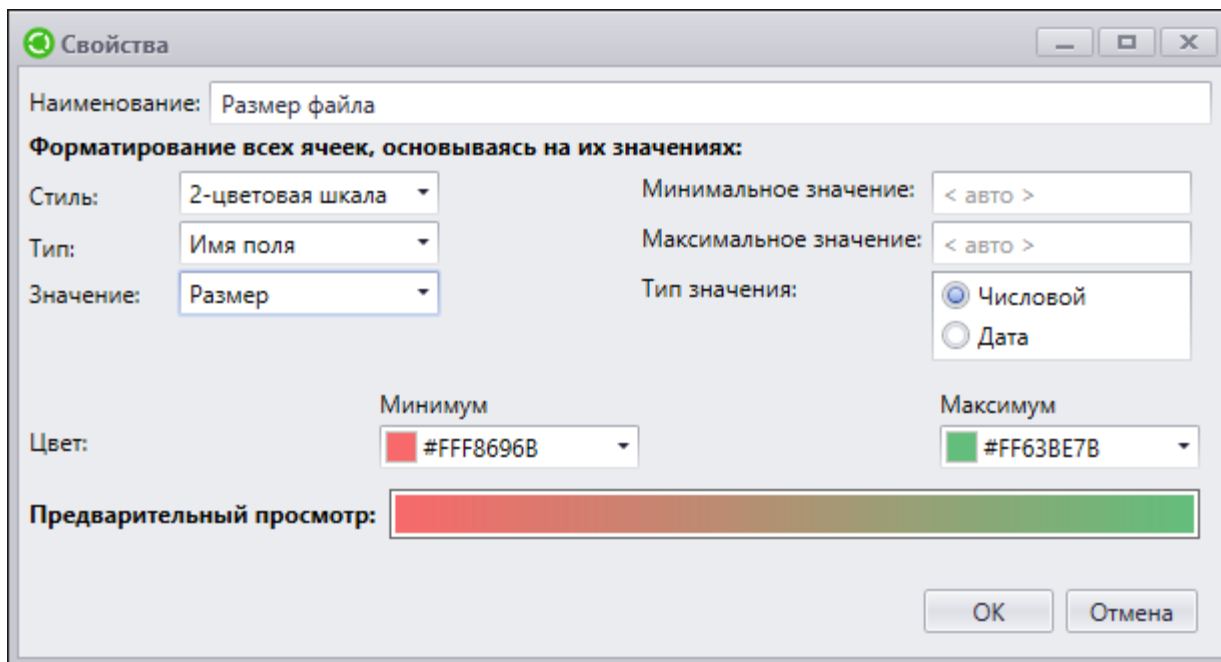 Свойства
Наименование: Размер файла
Форматирование всех ячеек, основываясь на их значениях:
Стиль: 2-цветовая шкала Минимальное значение: < авто >
Тип: Имя поля Максимальное значение: < авто >
Значение: Размер Тип значения: Числовой
Дата
Минимум Максимум
Цвет: #FFF8696B #FF63BE7B
Предварительный просмотр:
OK Отмена